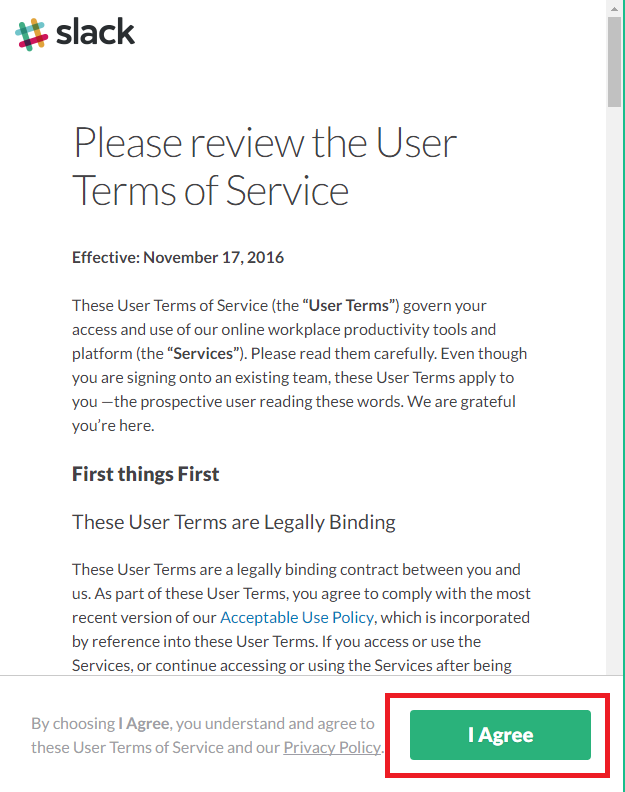 slack
Please review the User
Terms of Service
Effective: November 17, 2016
These User Terms of Service (the “User Terms”) govern your
access and use of our online workplace productivity tools and
platform (the “Services”). Please read them carefully. Even though
you are signing onto an existing team, these User Terms apply to
you —the prospective user reading these words. We are grateful
you’re here.
First things First
These User Terms are Legally Binding
These User Terms are a legally binding contract between you and
us. As part of these User Terms, you agree to comply with the most
recent version of our Acceptable Use Policy, which is incorporated
by reference into these User Terms. If you access or use the
Services, or continue accessing or using the Services after being
By choosing I Agree, you understand and agree to
these User Terms of Service and our Privacy Policy.
I Agree